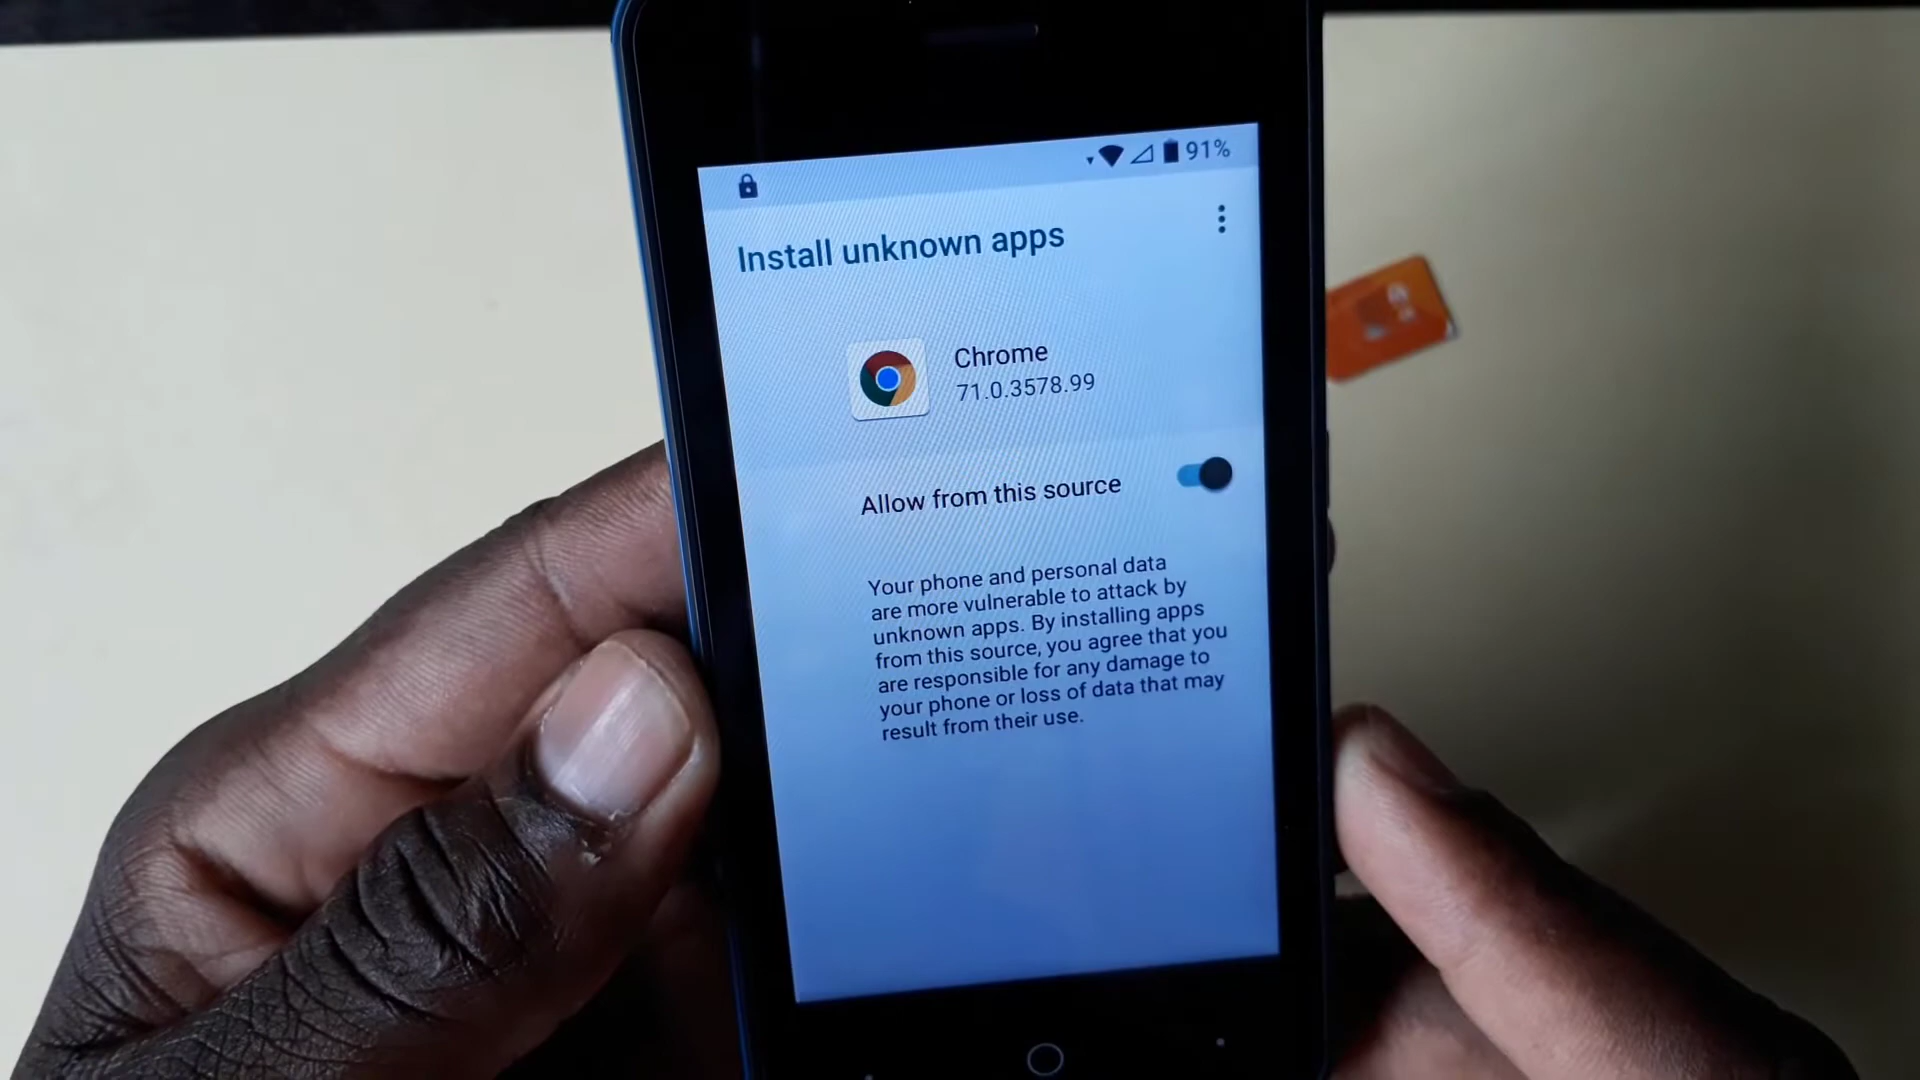 91%
Install unknown apps
Chrome
71.0.3578.99
Allow from this source
Your phone and personal data
are more vulnerable to attack by
unknown apps. By installing apps
from this source, you agree that you
are responsible for any damage to
your phone or loss of data that may
result from their use.